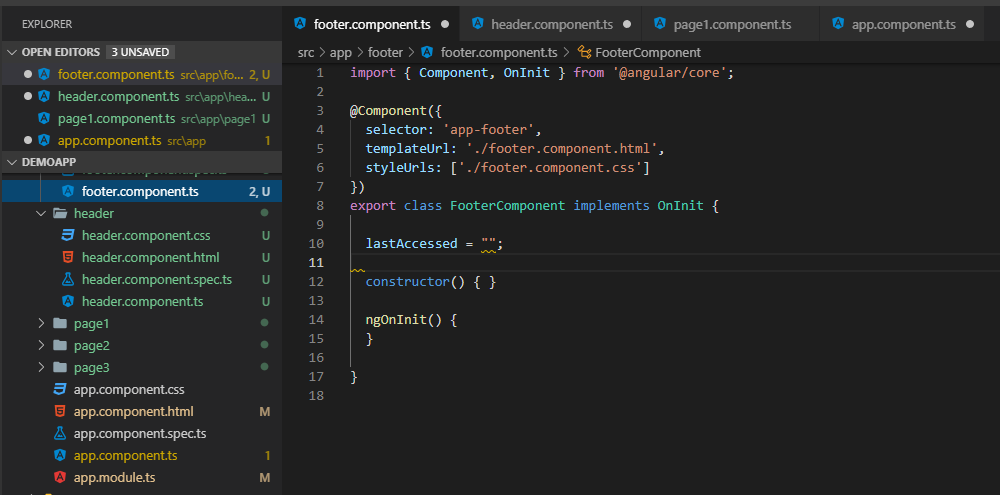 EXPLORER
OPEN EDITORS 3 UNSAVED
footer.component.ts src\app\fo... 2, U
header.component.ts src\app\hea... U
page1.component.ts src\app\page1 U
app.component.ts src\app 1
DEMOAPP
footer.component.spec.ts U
footer.component.ts 2, U
header
header.component.css U
header.component.html U
header.component.spec.ts U
header.component.ts U
page1
page2
page3
app.component.css
app.component.html M
app.component.spec.ts
app.component.ts 1
app.module.ts M
footer.component.ts header.component.ts page1.component.ts app.component.ts
src > app > footer > footer.component.ts > FooterComponent
1 import { Component, OnInit } from '@angular/core';
2
3 @Component({
4 selector: 'app-footer',
5 templateUrl: './footer.component.html',
6 styleUrls: ['./footer.component.css']
7 })
8 export class FooterComponent implements OnInit {
9
10 lastAccessed = "";
11
12 constructor() { }
13
14 ngOnInit() {
15 }
16
17 }
18